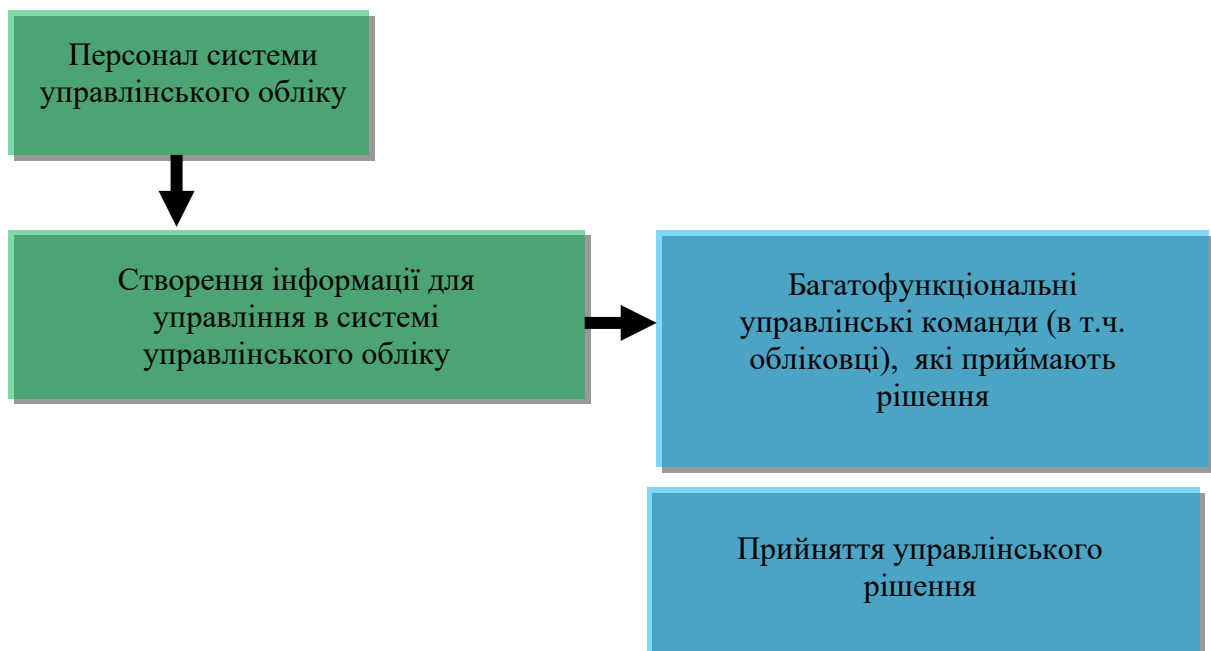 Персонал системи
управлінського обліку
Створення інформації для
управління в системі
управлінського обліку
Багатофункціональні
управлінські команди (в т.ч.
обліковці),  які приймають
рішення
Прийняття управлінського
рішення